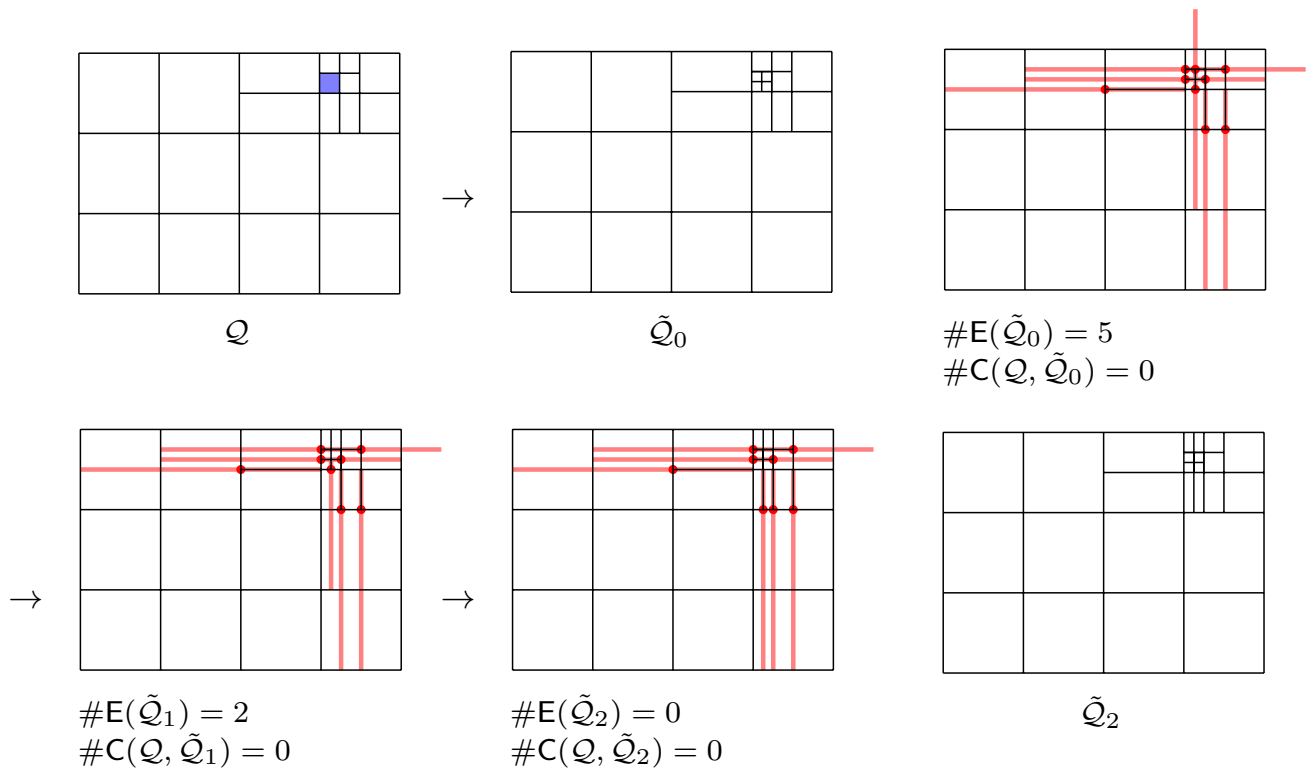 →
𝒬
𝒬̃₀
#E(𝒬̃₀) = 5
#C(𝒬, 𝒬̃₀) = 0
→
→
#E(𝒬̃₁) = 2
#C(𝒬, 𝒬̃₁) = 0
#E(𝒬̃₂) = 0
#C(𝒬, 𝒬̃₂) = 0
𝒬̃₂